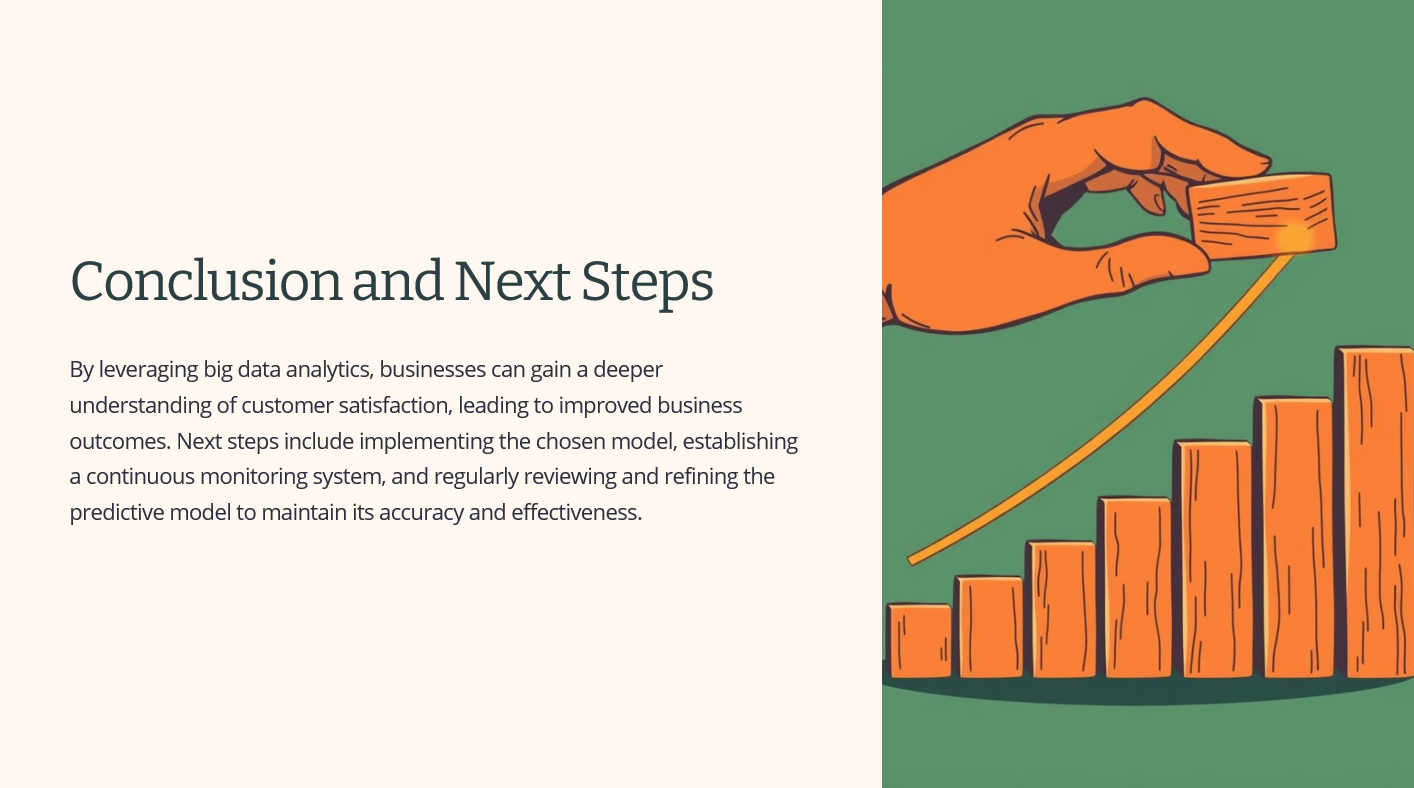 Conclusion and Next Steps
By leveraging big data analytics, businesses can gain a deeper
understanding of customer satisfaction, leading to improved business
outcomes. Next steps include implementing the chosen model, establishing
a continuous monitoring system, and regularly reviewing and refining the
predictive model to maintain its accuracy and effectiveness.